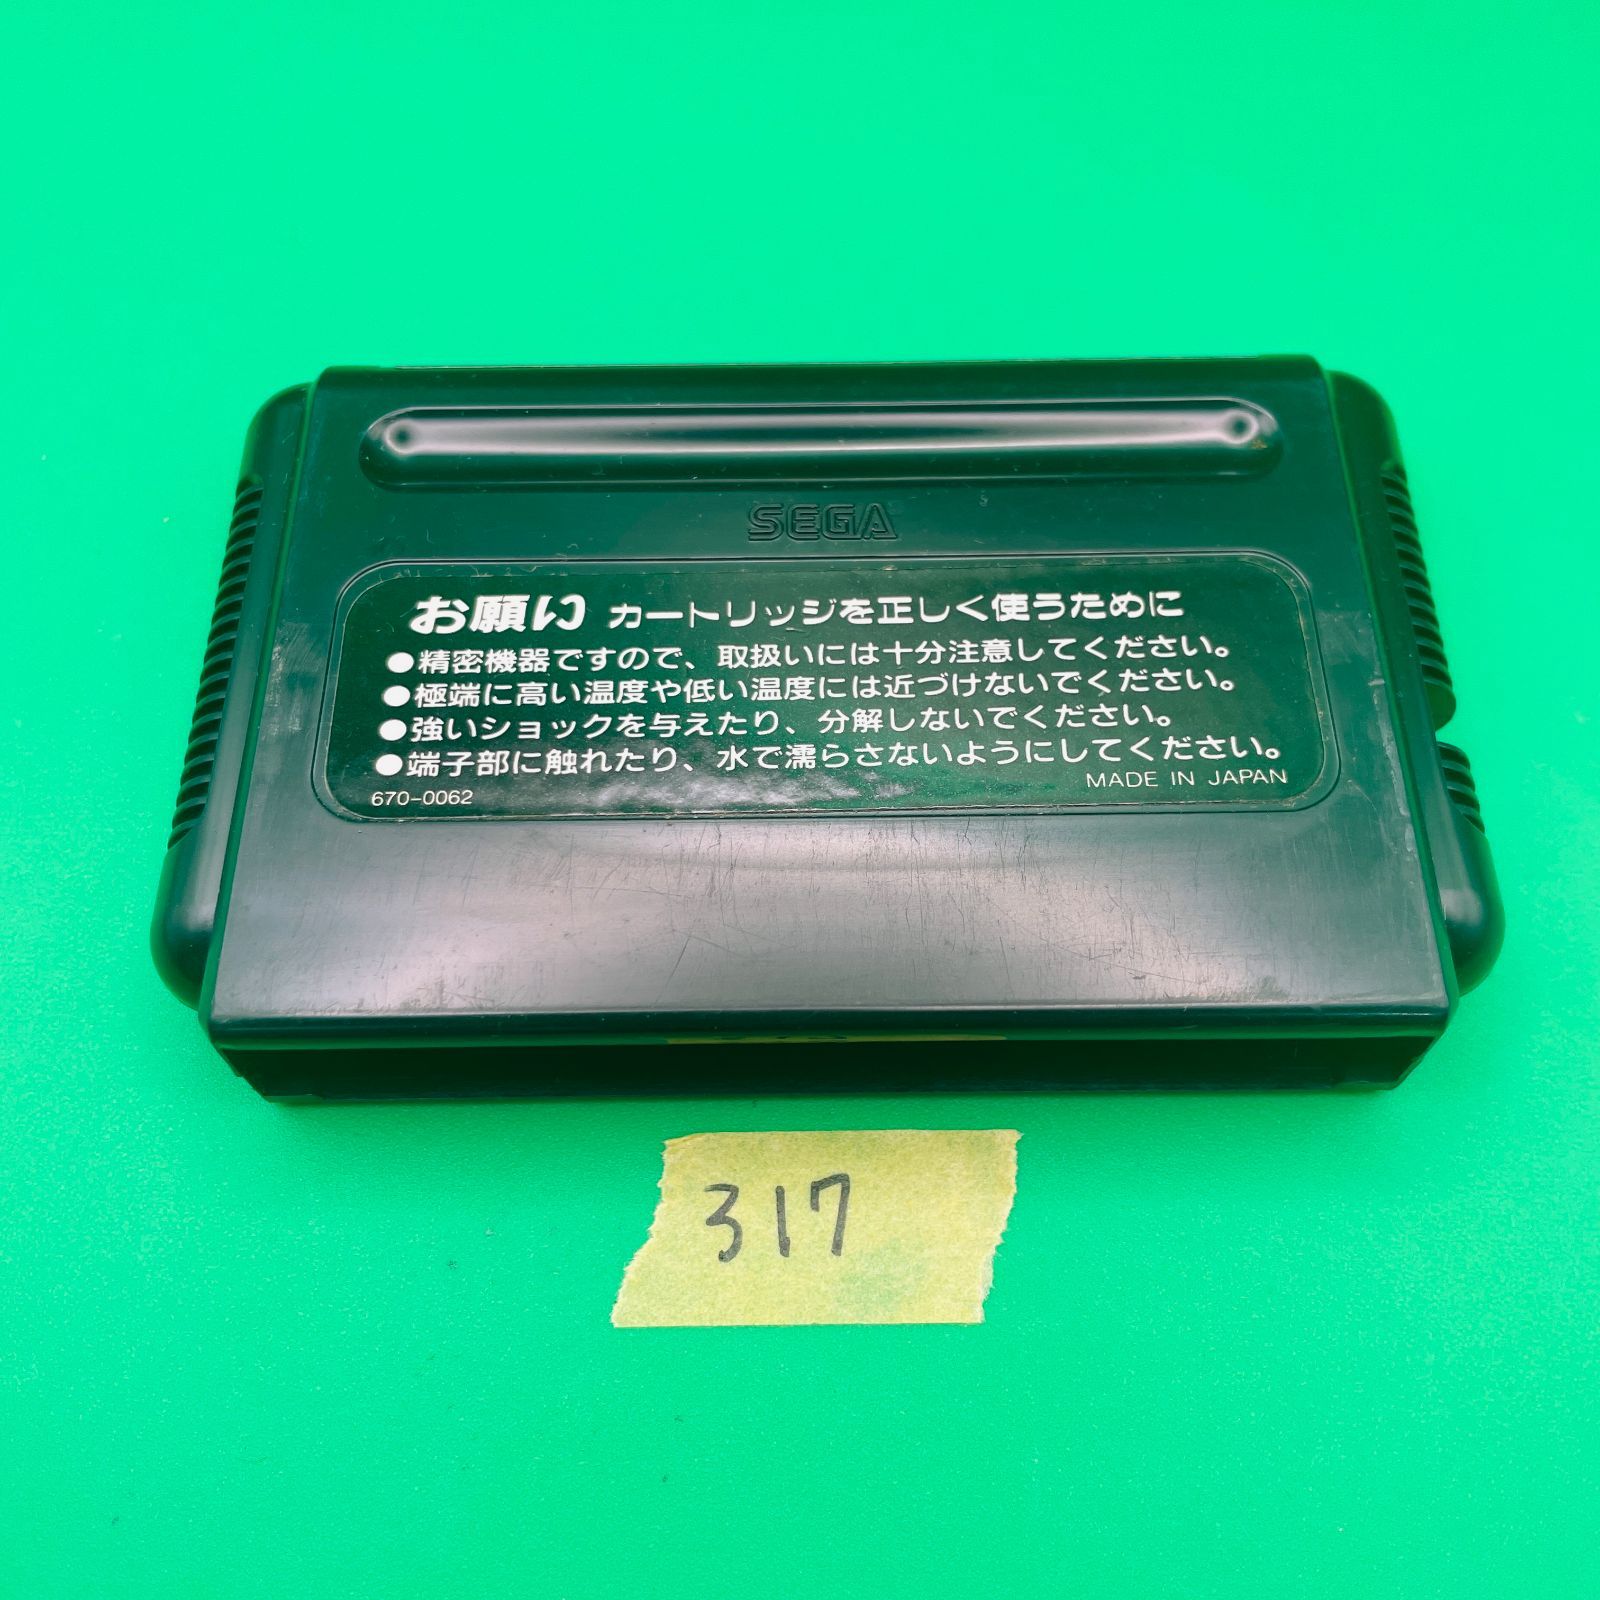 SEGA
お願い カートリッジを正しく使うために
●精密機器ですので、取扱いには十分注意してください。
●極端に高い温度や低い温度には近づけないでください。
●強いショックを与えたり、分解しないでください。
●端子部に触れたり、水で濡らさないようにしてください。
MADE IN JAPAN
670-0062
317